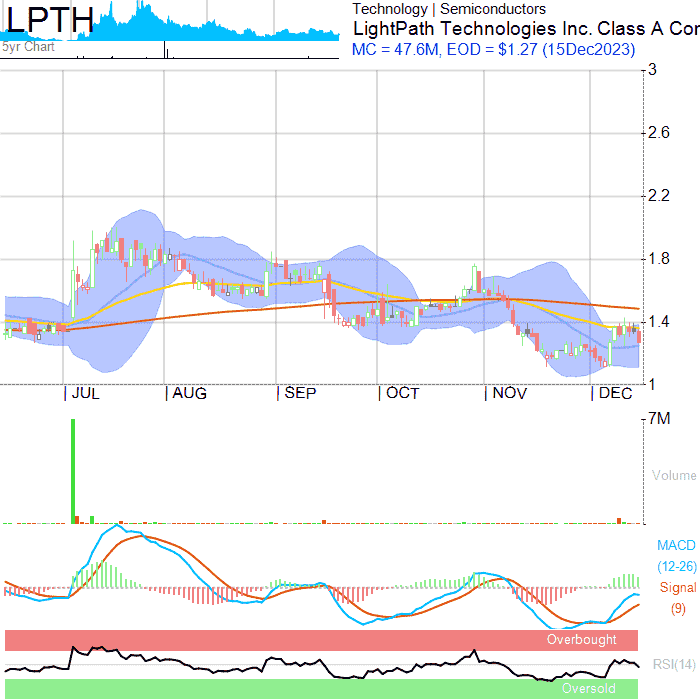 LPTH
5yr Chart
Technology | Semiconductors
LightPath Technologies Inc. Class A Cor
MC = 47.6M, EOD = $1.27 (15Dec2023)
3
2.6
2.2
1.8
1.4
1
JUL AUG SEP OCT NOV DEC
7M
Volume
MACD
(12-26)
Signal
(9)
Overbought
RSI(14)
Oversold